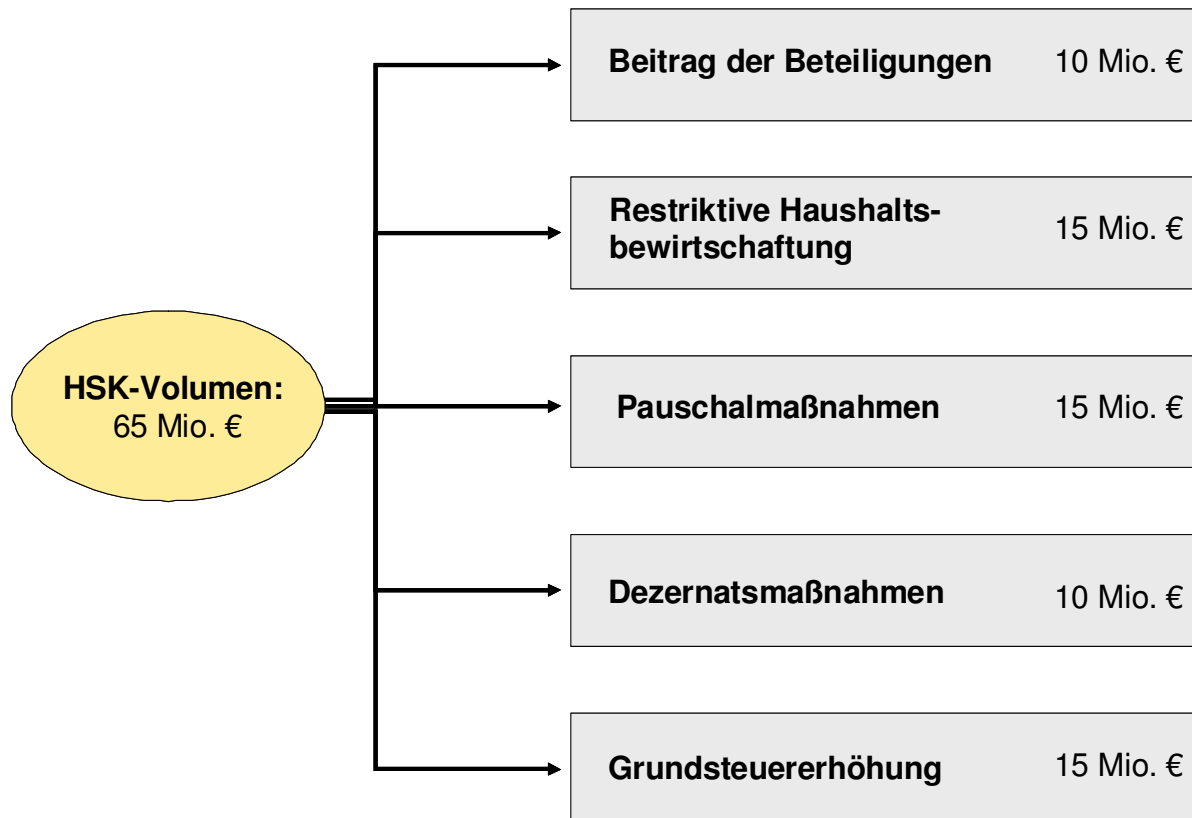 Beitrag der Beteiligungen 10 Mio. €
Restriktive Haushalts-
bewirtschaftung 15 Mio. €
HSK-Volumen:
65 Mio. €
Pauschalmaßnahmen 15 Mio. €
Dezernatsmaßnahmen 10 Mio. €
Grundsteuererhöhung 15 Mio. €